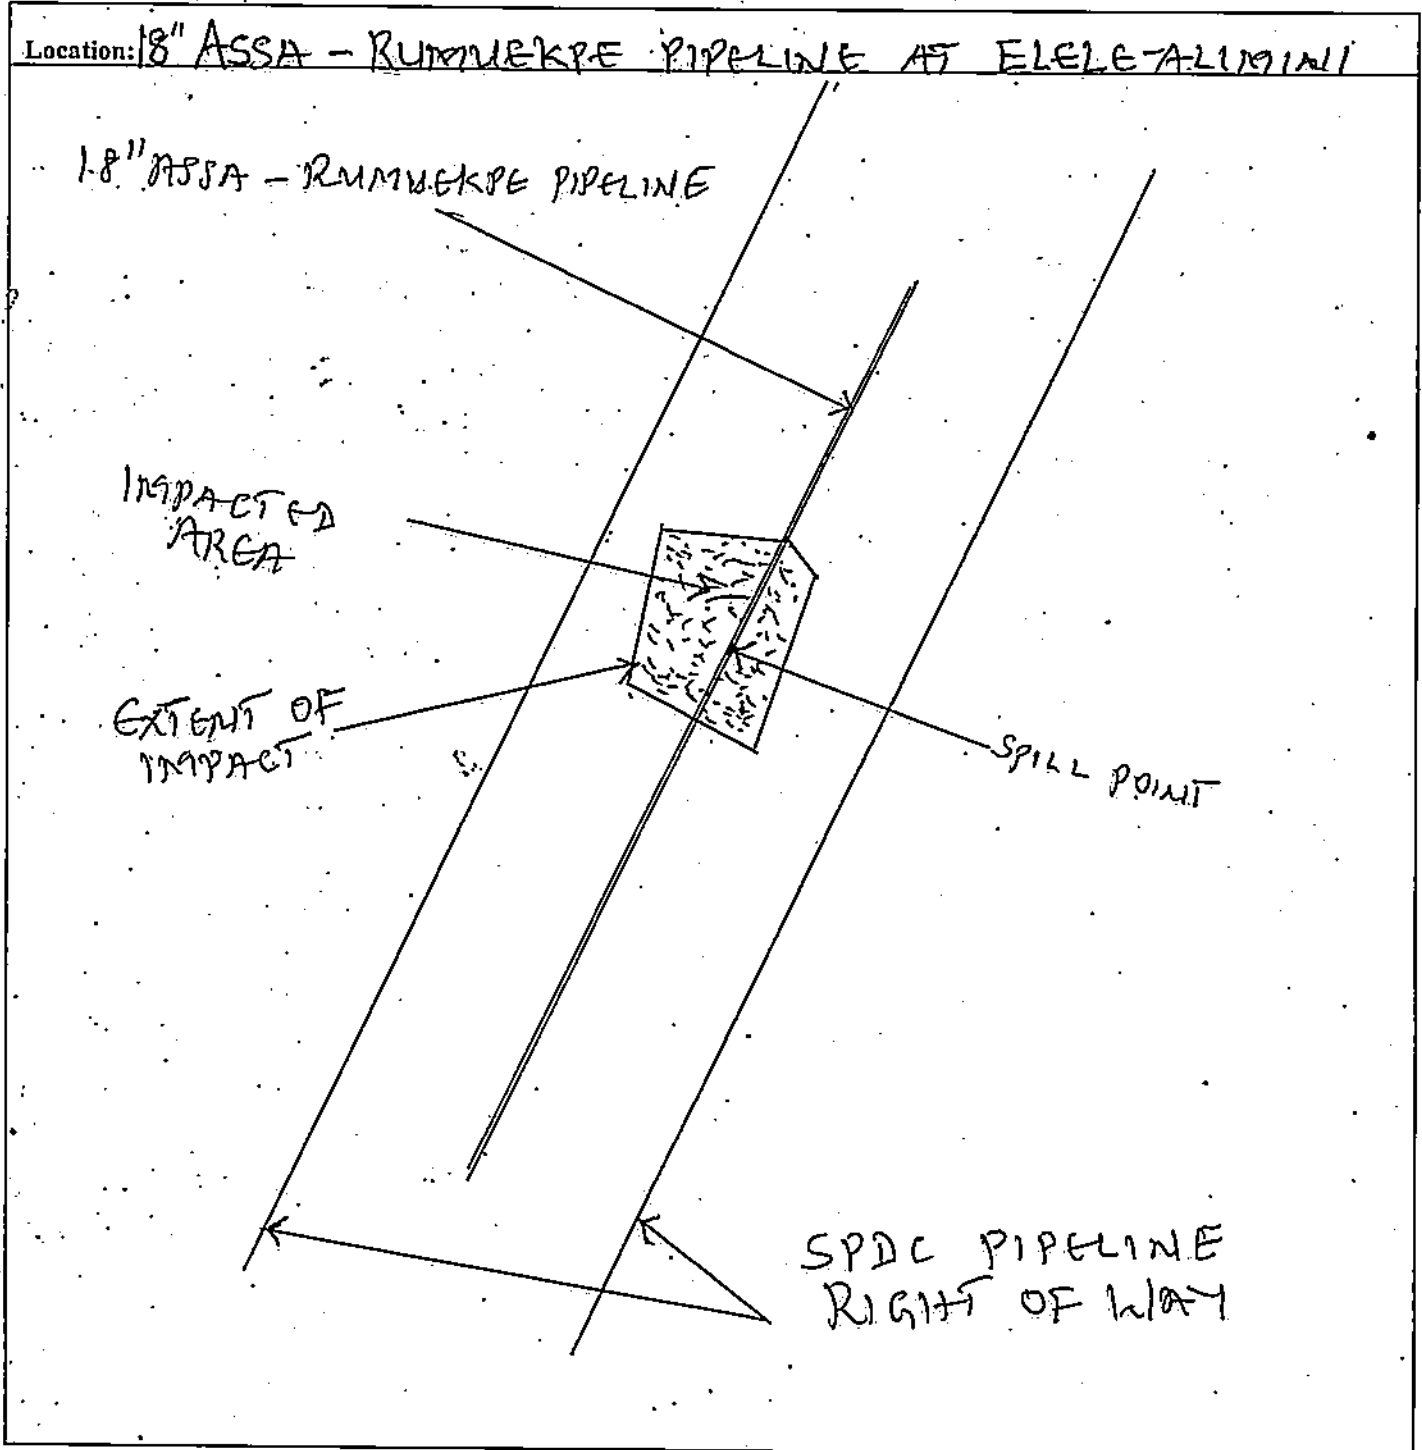 Location: 18" ASSA - RUMUEKPE PIPELINE AT ELELE-ALIMINI
18" ASSA - RUMUEKPE PIPELINE
IMPACTED
AREA
EXTENT OF
IMPACT
SPILL POINT
SPDC PIPELINE
RIGHT OF WAY